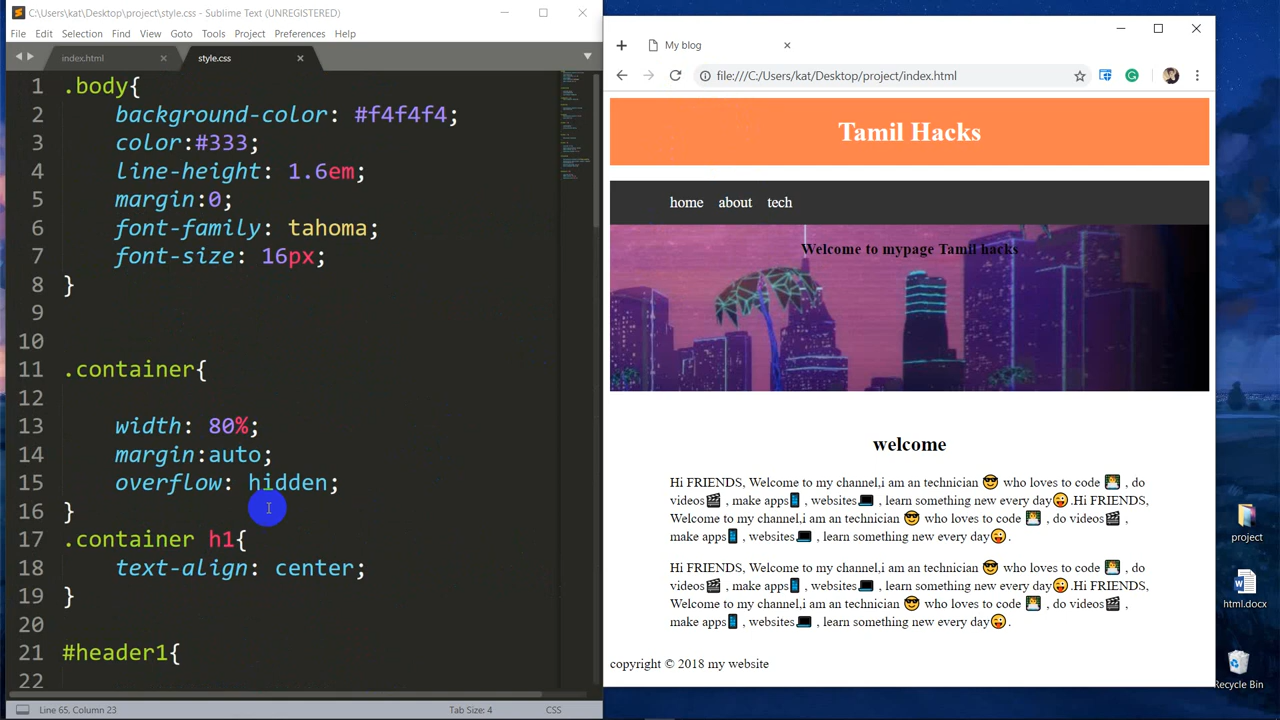 C:\Users\kat\Desktop\project\style.css - Sublime Text (UNREGISTERED)
File Edit Selection Find View Goto Tools Project Preferences Help
index.html
style.css
1 .body{
2 background-color: #f4f4f4;
3 color:#333;
4 line-height: 1.6em;
5 margin:0;
6 font-family: tahoma;
7 font-size: 16px;
8 }
9
10
11 .container{
12
13 width: 80%;
14 margin:auto;
15 overflow: hidden;
16 }
17 .container h1{
18 text-align: center;
19 }
20
21 #header1{
22
Line 65, Column 23
Tab Size: 4
CSS
My blog
file:///C:/Users/kat/Desktop/project/index.html
Tamil Hacks
home about tech
Welcome to mypage Tamil hacks
welcome
Hi FRIENDS, Welcome to my channel,i am an technician 😎 who loves to code 👨‍💻 , do
videos🎬 , make apps📱 , websites💻 , learn something new every day😜.Hi FRIENDS,
Welcome to my channel,i am an technician 😎 who loves to code 👨‍💻 , do videos🎬 ,
make apps📱 , websites💻 , learn something new every day😜.
Hi FRIENDS, Welcome to my channel,i am an technician 😎 who loves to code 👨‍💻 , do
videos🎬 , make apps📱 , websites💻 , learn something new every day😜.Hi FRIENDS,
Welcome to my channel,i am an technician 😎 who loves to code 👨‍💻 , do videos🎬 ,
make apps📱 , websites💻 , learn something new every day😜.
copyright © 2018 my website
project
html.docx
Recycle Bin